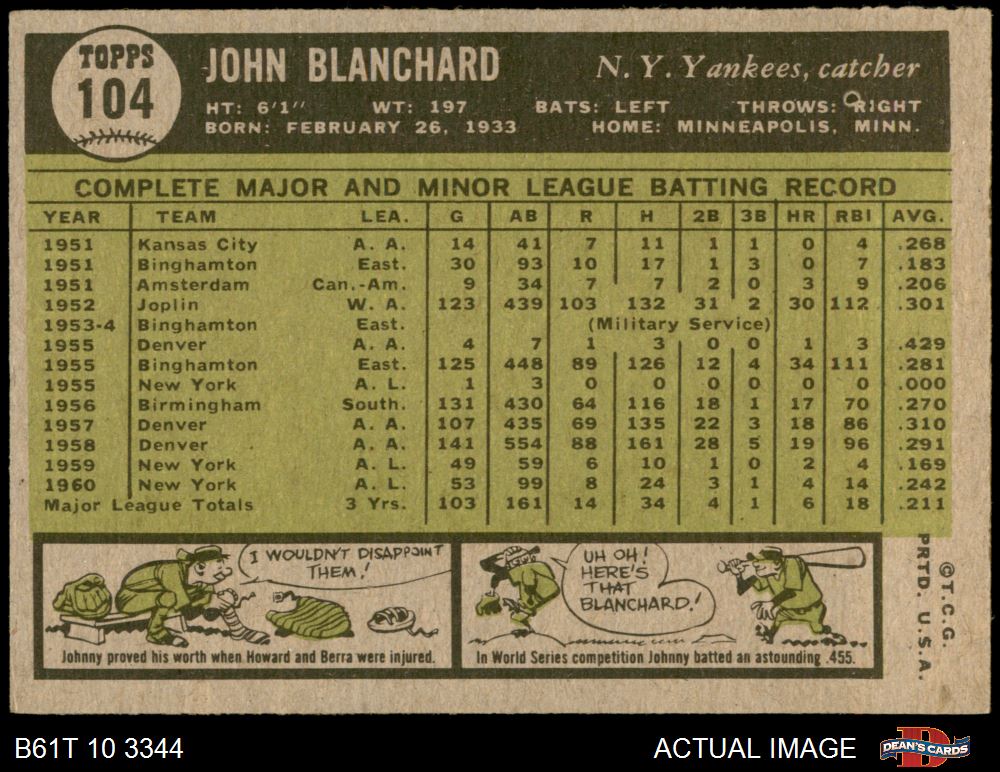 TOPPS
104
JOHN BLANCHARD N. Y. Yankees, catcher
HT: 6'1" WT: 197 BATS: LEFT THROWS: RIGHT
BORN: FEBRUARY 26, 1933 HOME: MINNEAPOLIS, MINN.
COMPLETE MAJOR AND MINOR LEAGUE BATTING RECORD
YEAR TEAM LEA. G AB R H 2B 3B HR RBI AVG.
1951 Kansas City A. A. 14 41 7 11 1 1 0 4 .268
1951 Binghamton East. 30 93 10 17 1 3 0 7 .183
1951 Amsterdam Can.-Am. 9 34 7 7 2 0 3 9 .206
1952 Joplin W. A. 123 439 103 132 31 2 30 112 .301
1953-4 Binghamton East. (Military Service)
1955 Denver A. A. 4 7 1 3 0 0 1 3 .429
1955 Binghamton East. 125 448 89 126 12 4 34 111 .281
1955 New York A. L. 1 3 0 0 0 0 0 0 .000
1956 Birmingham South. 131 430 64 116 18 1 17 70 .270
1957 Denver A. A. 107 435 69 135 22 3 18 86 .310
1958 Denver A. A. 141 554 88 161 28 5 19 96 .291
1959 New York A. L. 49 59 6 10 1 0 2 4 .169
1960 New York A. L. 53 99 8 24 3 1 4 14 .242
Major League Totals 3 Yrs. 103 161 14 34 4 1 6 18 .211
I WOULDN'T DISAPPOINT
THEM!
Johnny proved his worth when Howard and Berra were injured.
UH OH!
HERE'S
THAT
BLANCHARD!
In World Series competition Johnny batted an astounding .455.
©T.C.G.
PRTD. U.S.A.
B61T 10 3344 ACTUAL IMAGE DEAN'S CARDS